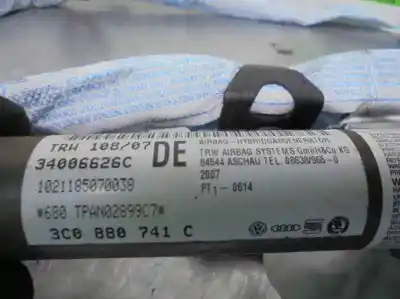 TRW 108/07
34006626C
DE
1021185070039
*680 TPAN02899C7*
3C0 880 741 C
AIRBAG-HYBRIDGASGENERATOR
TRW AIRBAG SYSTEMS GmbH&Co/KG
84544 ASCHAU TEL. 08638/966-0
2007
PT1 - 0614